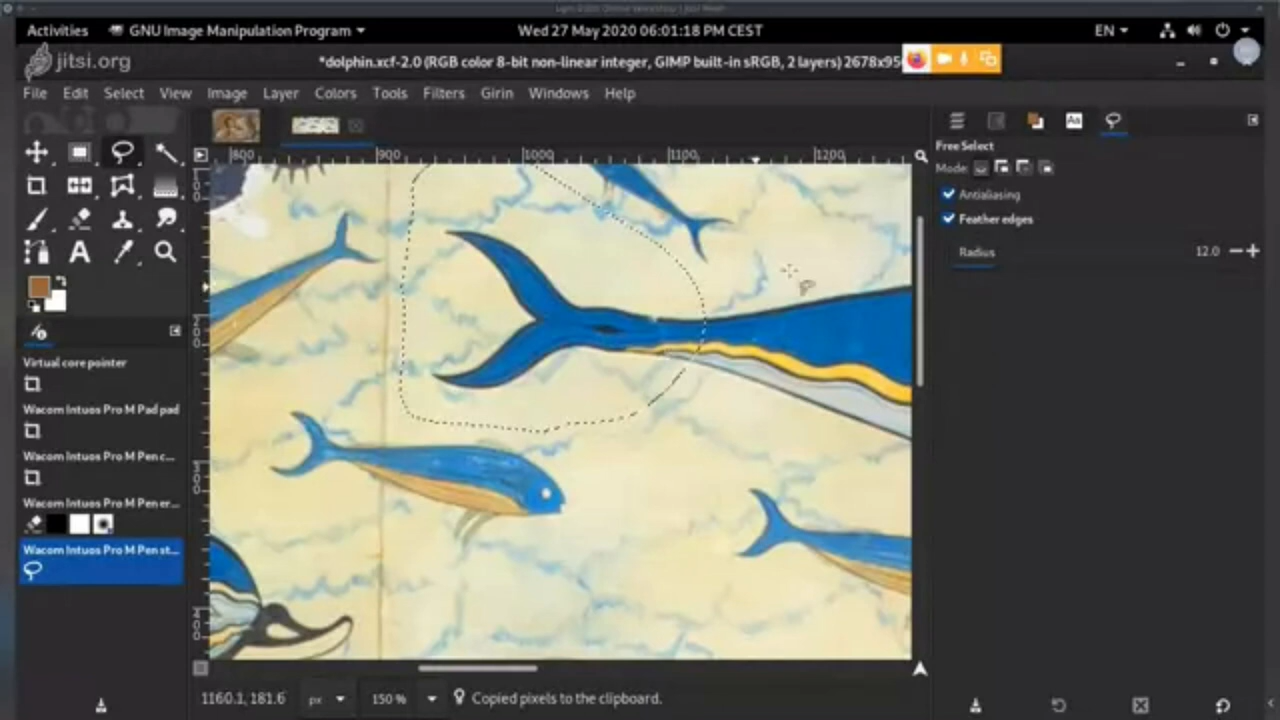 Activities
GNU Image Manipulation Program
Wed 27 May 2020 06:01:18 PM CEST
EN
jitsi.org
*dolphin.xcf-2.0 (RGB color 8-bit non-linear integer, GIMP built-in sRGB, 2 layers) 2678x95
File Edit Select View Image Layer Colors Tools Filters Girin Windows Help
800 900 1000 1100 1200
Free Select
Mode:
Antialiasing
Feather edges
Radius 12.0
A
Aa
Virtual core pointer
Wacom Intuos Pro M Pad pad
Wacom Intuos Pro M Pen c...
Wacom Intuos Pro M Pen er...
Wacom Intuos Pro M Pen st...
1160.1, 181.6 px 150 % Copied pixels to the clipboard.